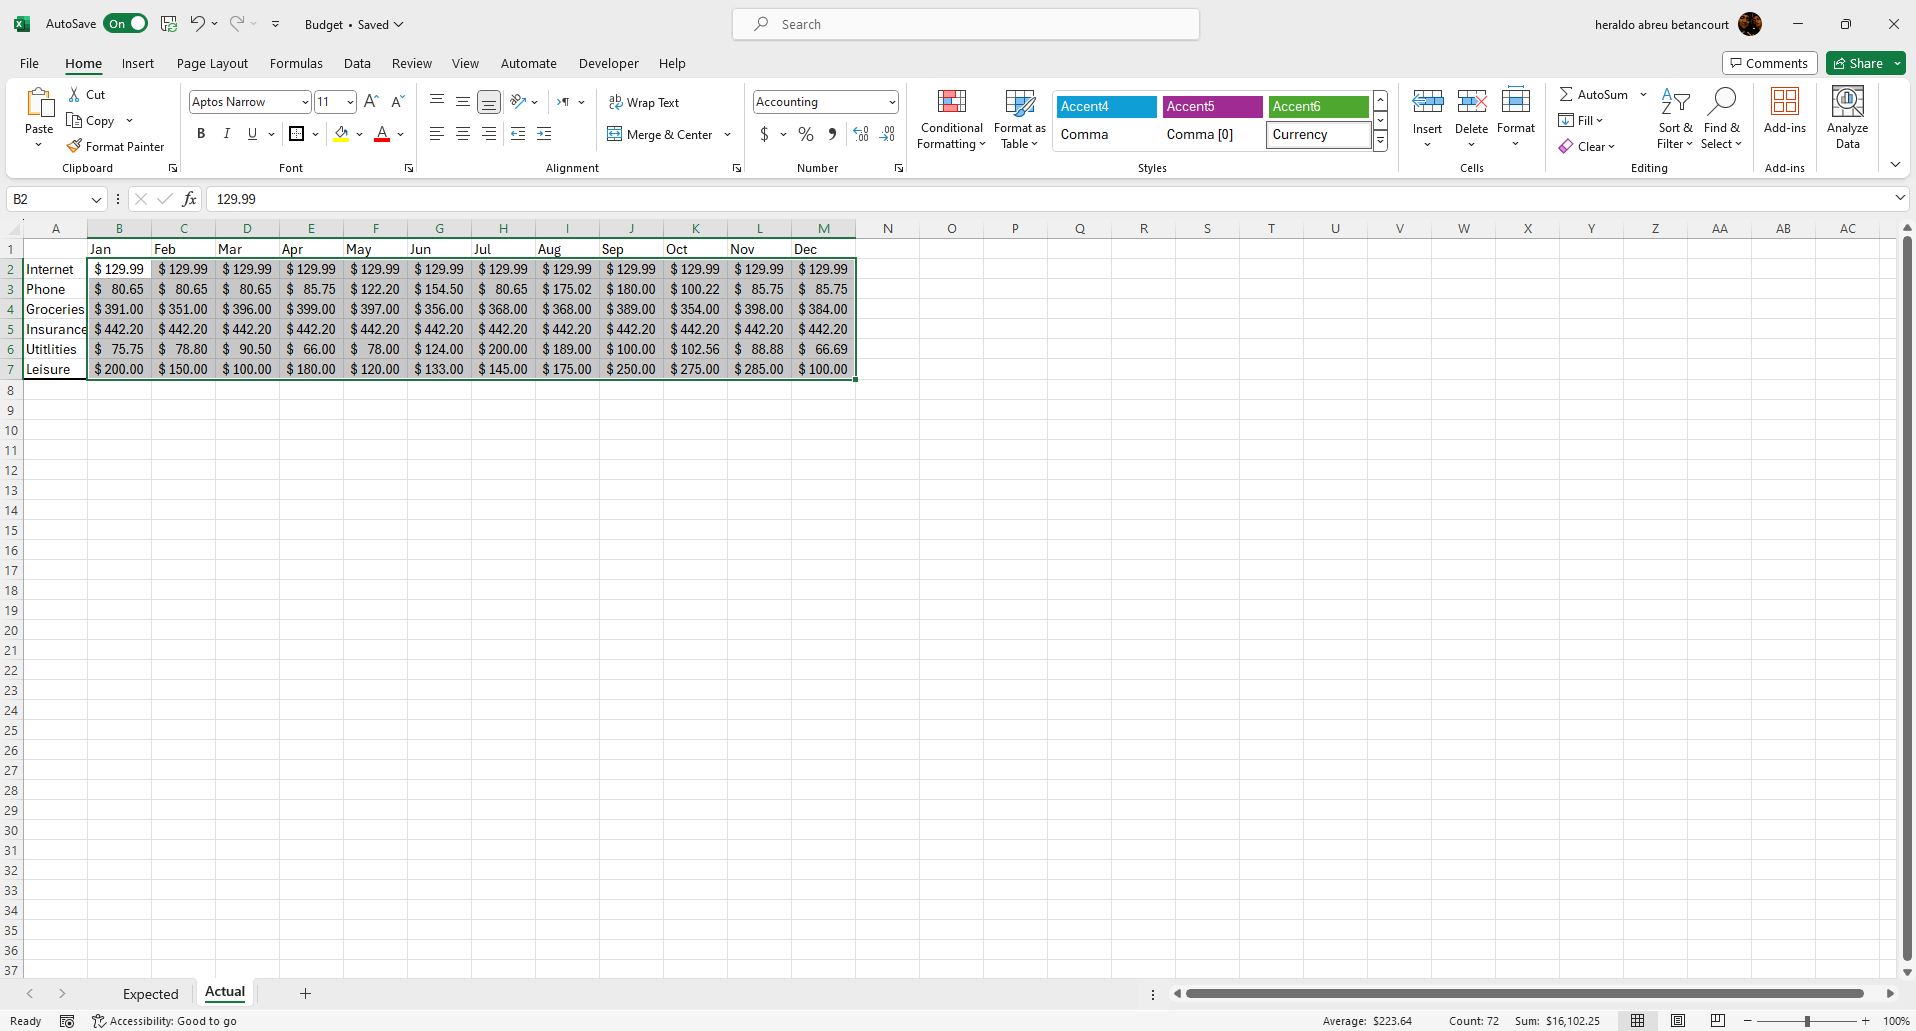 AutoSave On Budget • Saved Search heraldo abreu betancourt
File Home Insert Page Layout Formulas Data Review View Automate Developer Help Comments Share
Paste Cut Copy Format Painter Clipboard
Aptos Narrow 11 B I U A Font
ab Wrap Text Merge & Center Alignment
Accounting $ % , .00 Number
Conditional Formatting Format as Table
Accent4 Accent5 Accent6
Comma Comma [0] Currency
Styles
Insert Delete Format Cells
AutoSum Fill Clear Sort & Filter Find & Select Editing
Add-ins Add-ins
Analyze Data
B2 fx 129.99
A B C D E F G H I J K L M N O P Q R S T U V W X Y Z AA AB AC
1 Jan Feb Mar Apr May Jun Jul Aug Sep Oct Nov Dec
2 Internet $ 129.99 $ 129.99 $ 129.99 $ 129.99 $ 129.99 $ 129.99 $ 129.99 $ 129.99 $ 129.99 $ 129.99 $ 129.99 $ 129.99
3 Phone $ 80.65 $ 80.65 $ 80.65 $ 85.75 $ 122.20 $ 154.50 $ 80.65 $ 175.02 $ 180.00 $ 100.22 $ 85.75 $ 85.75
4 Groceries $ 391.00 $ 351.00 $ 396.00 $ 399.00 $ 397.00 $ 356.00 $ 368.00 $ 368.00 $ 389.00 $ 354.00 $ 398.00 $ 384.00
5 Insurance $ 442.20 $ 442.20 $ 442.20 $ 442.20 $ 442.20 $ 442.20 $ 442.20 $ 442.20 $ 442.20 $ 442.20 $ 442.20 $ 442.20
6 Utitlities $ 75.75 $ 78.80 $ 90.50 $ 66.00 $ 78.00 $ 124.00 $ 200.00 $ 189.00 $ 100.00 $ 102.56 $ 88.88 $ 66.69
7 Leisure $ 200.00 $ 150.00 $ 100.00 $ 180.00 $ 120.00 $ 133.00 $ 145.00 $ 175.00 $ 250.00 $ 275.00 $ 285.00 $ 100.00
8
9
10
11
12
13
14
15
16
17
18
19
20
21
22
23
24
25
26
27
28
29
30
31
32
33
34
35
36
37
Expected Actual
Ready Accessibility: Good to go Average: $223.64 Count: 72 Sum: $16,102.25 100%